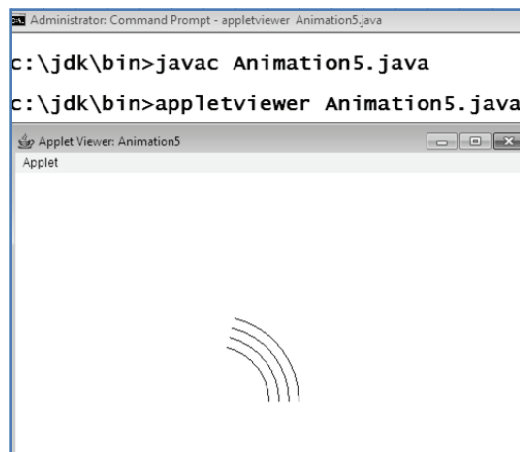 Administrator: Command Prompt - appletviewer Animation5.java
c:\jdk\bin>javac Animation5.java
c:\jdk\bin>appletviewer Animation5.java
Applet Viewer: Animation5
Applet